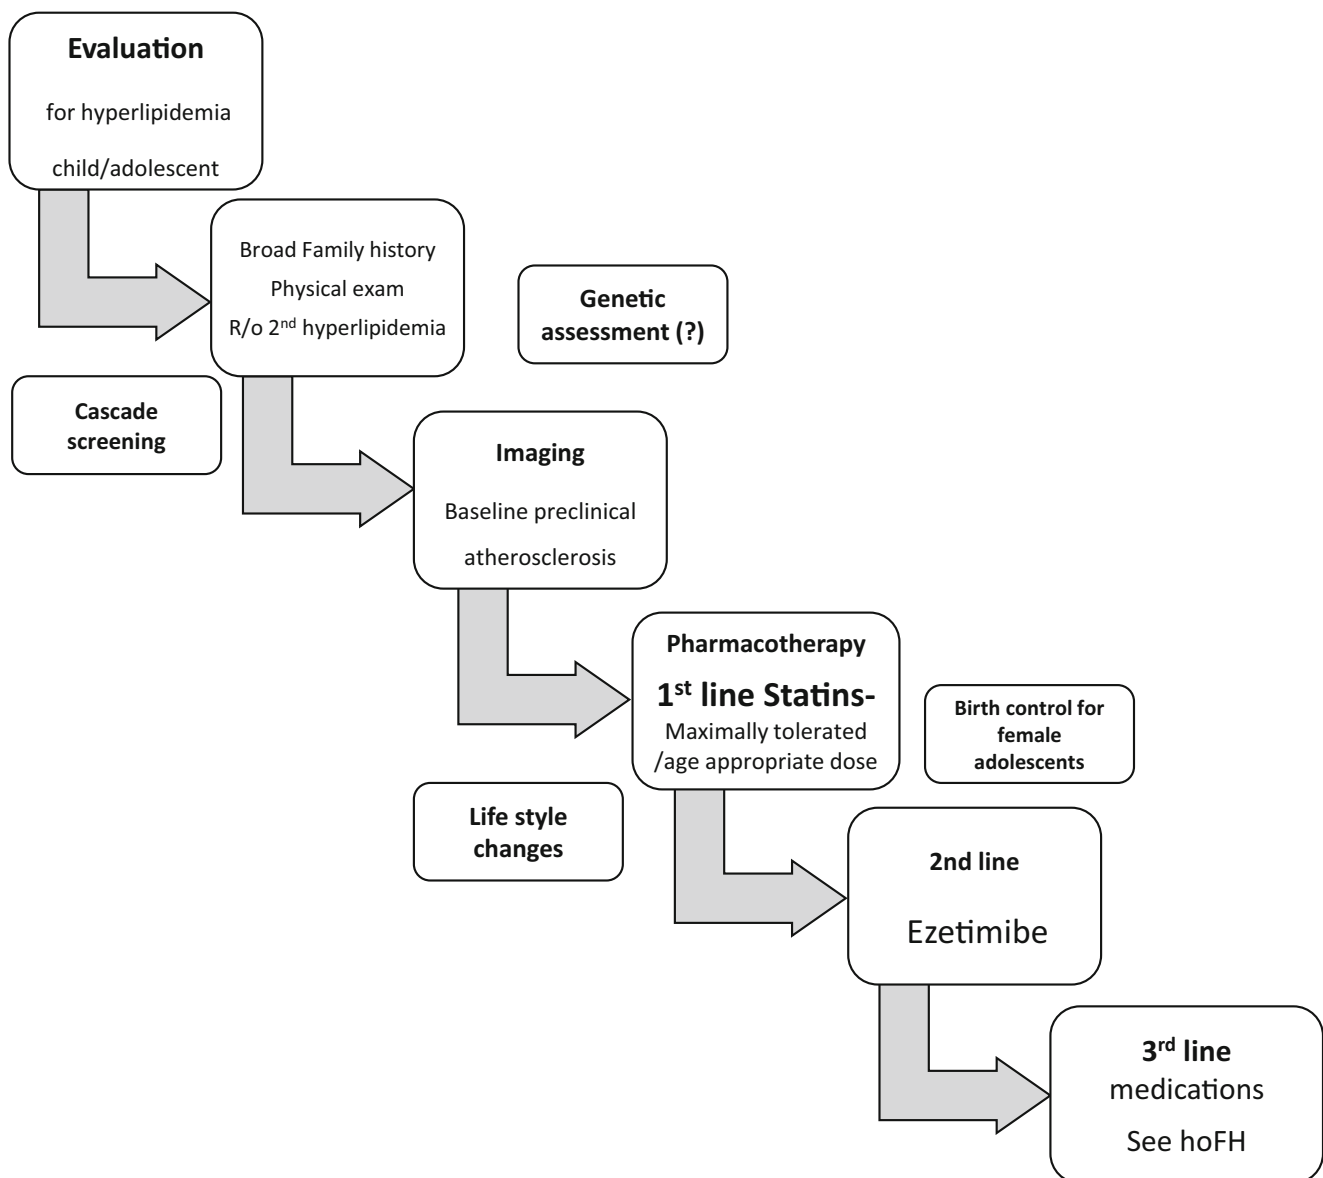 Evaluation
for hyperlipidemia
child/adolescent
Broad Family history
Physical exam
R/o 2nd hyperlipidemia
Genetic
assessment (?)
Cascade
screening
Imaging
Baseline preclinical
atherosclerosis
Pharmacotherapy
1st line Statins-
Maximally tolerated
/age appropriate dose
Birth control for
female
adolescents
Life style
changes
2nd line
Ezetimibe
3rd line
medications
See hoFH